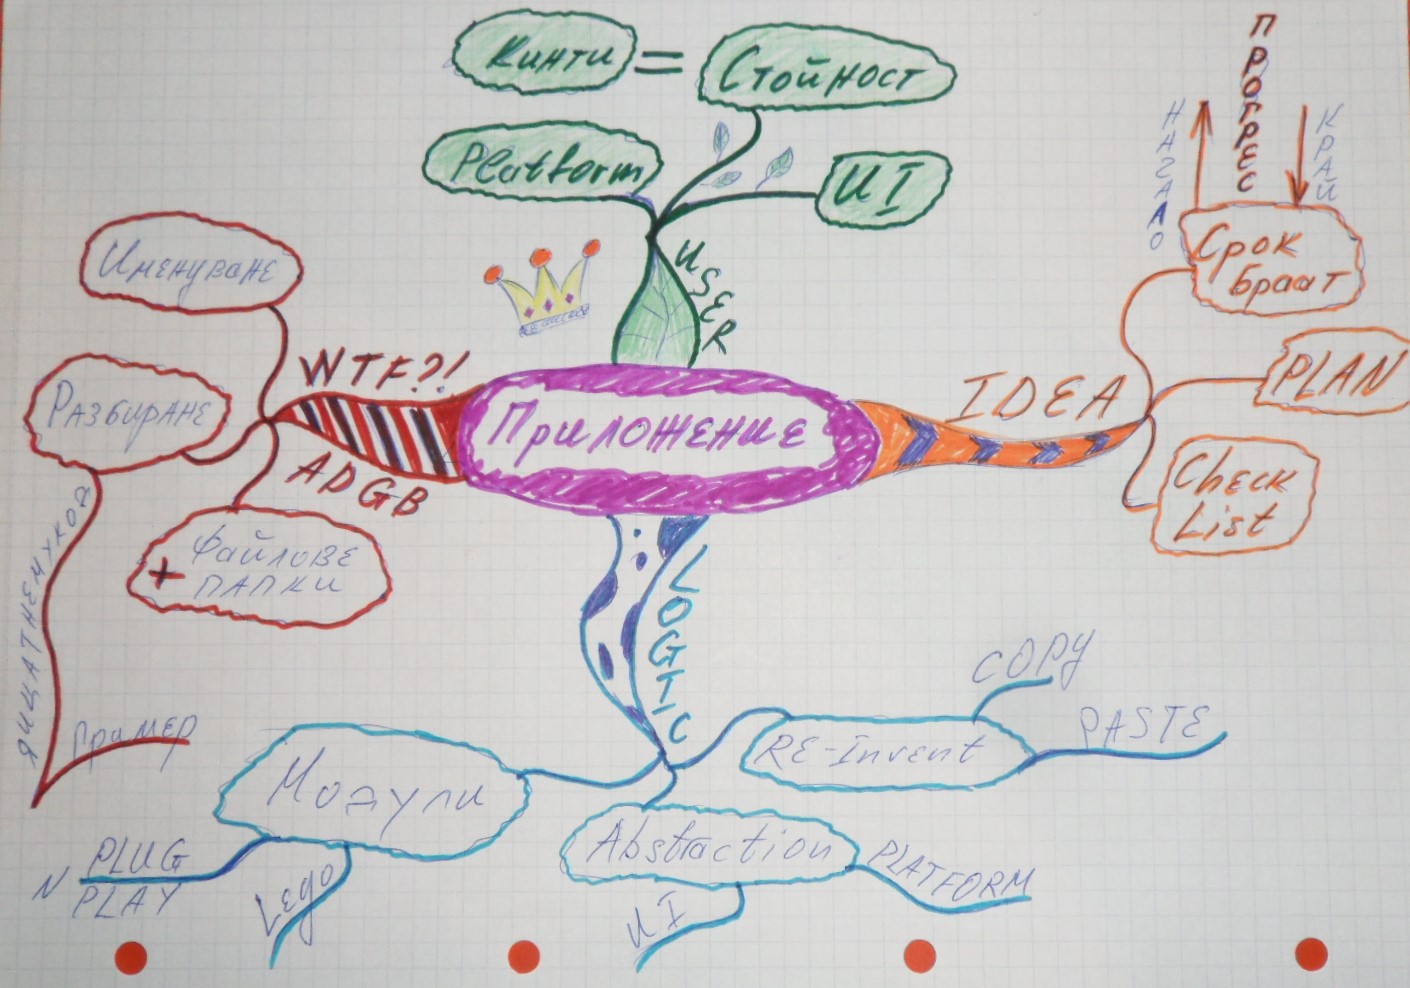 Кинти = Стойност
Platform
UI
USER
ПРОГРЕС
НАЧАЛО
КРАЙ
Срок
браат
IDEA
PLAN
Check
List
Именуване
WTF?!
Разбиране
ADGB
Приложение
+ Файлове
ПАПКИ
Пример
LOGIC
Модули
N PLUG
PLAY
Lego
Abstraction
UI
PLATFORM
RE-Invent
COPY
PASTE